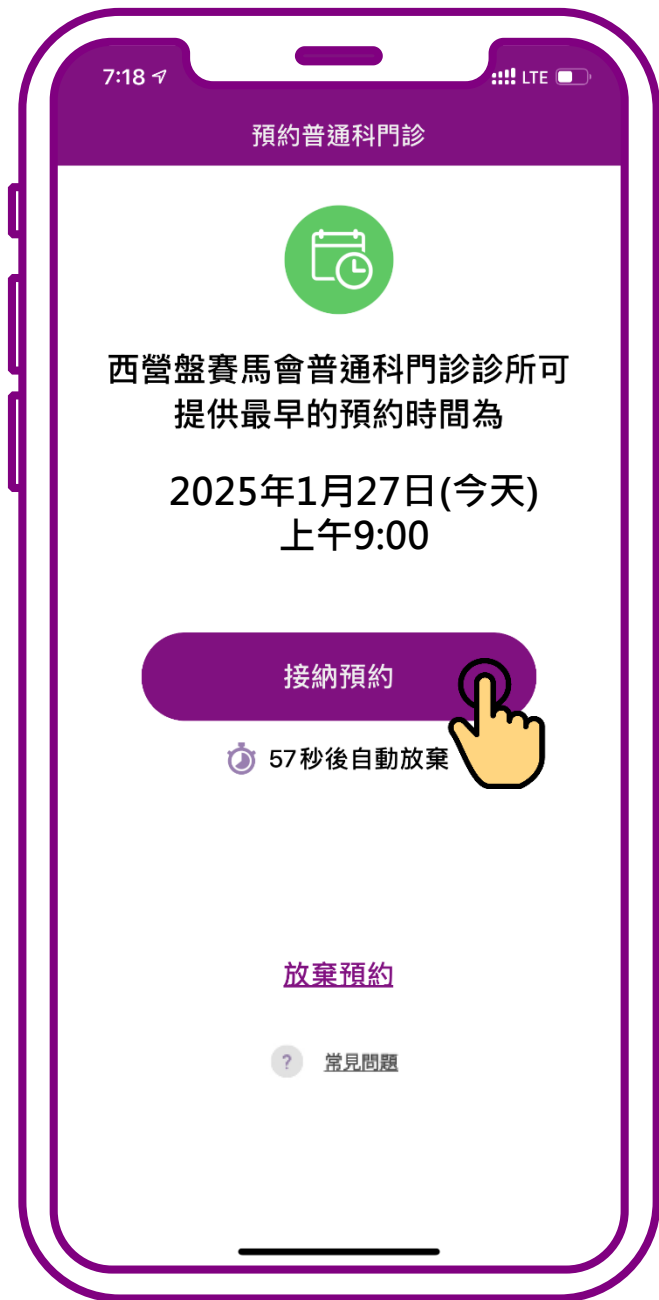 7:18 LTE
預約普通科門診
西營盤賽馬會普通科門診診所可
提供最早的預約時間為
2025年1月27日(今天)
上午9:00
接納預約
57秒後自動放棄
放棄預約
? 常見問題